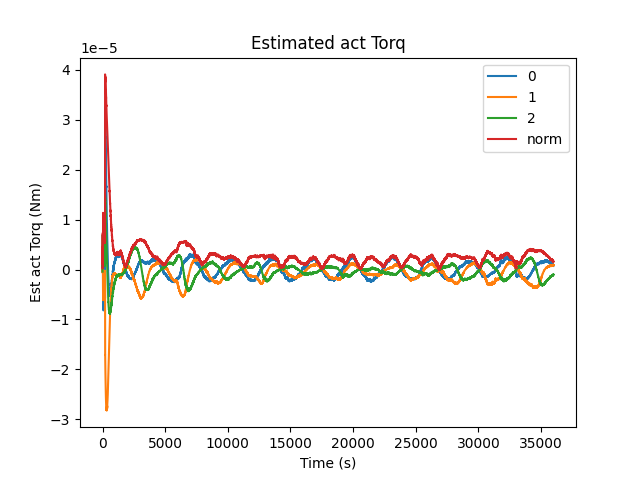 Estimated act Torq
1e−5
4
3
2
1
0
−1
−2
−3
Est act Torq (Nm)
0
1
2
norm
0 5000 10000 15000 20000 25000 30000 35000
Time (s)